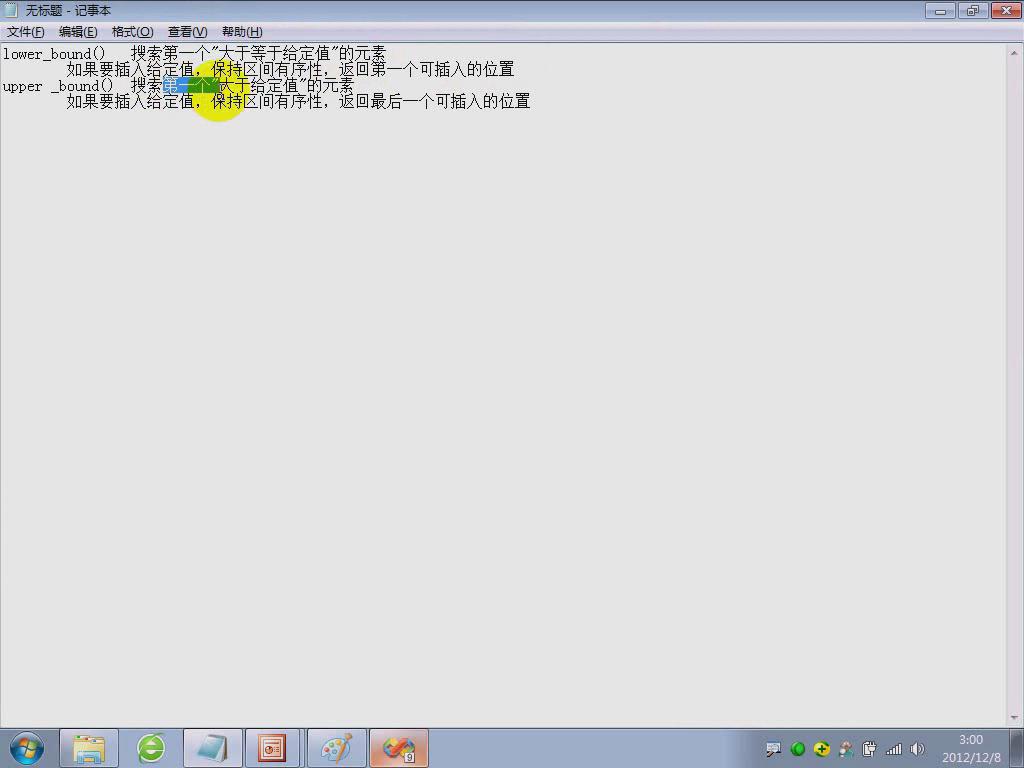 无标题 - 记事本
文件(F) 编辑(E) 格式(O) 查看(V) 帮助(H)
lower_bound() 搜索第一个"大于等于给定值"的元素
如果要插入给定值，保持区间有序性，返回第一个可插入的位置
upper _bound() 搜索第一个"大于给定值"的元素
如果要插入给定值，保持区间有序性，返回最后一个可插入的位置
9
3:00
2012/12/8